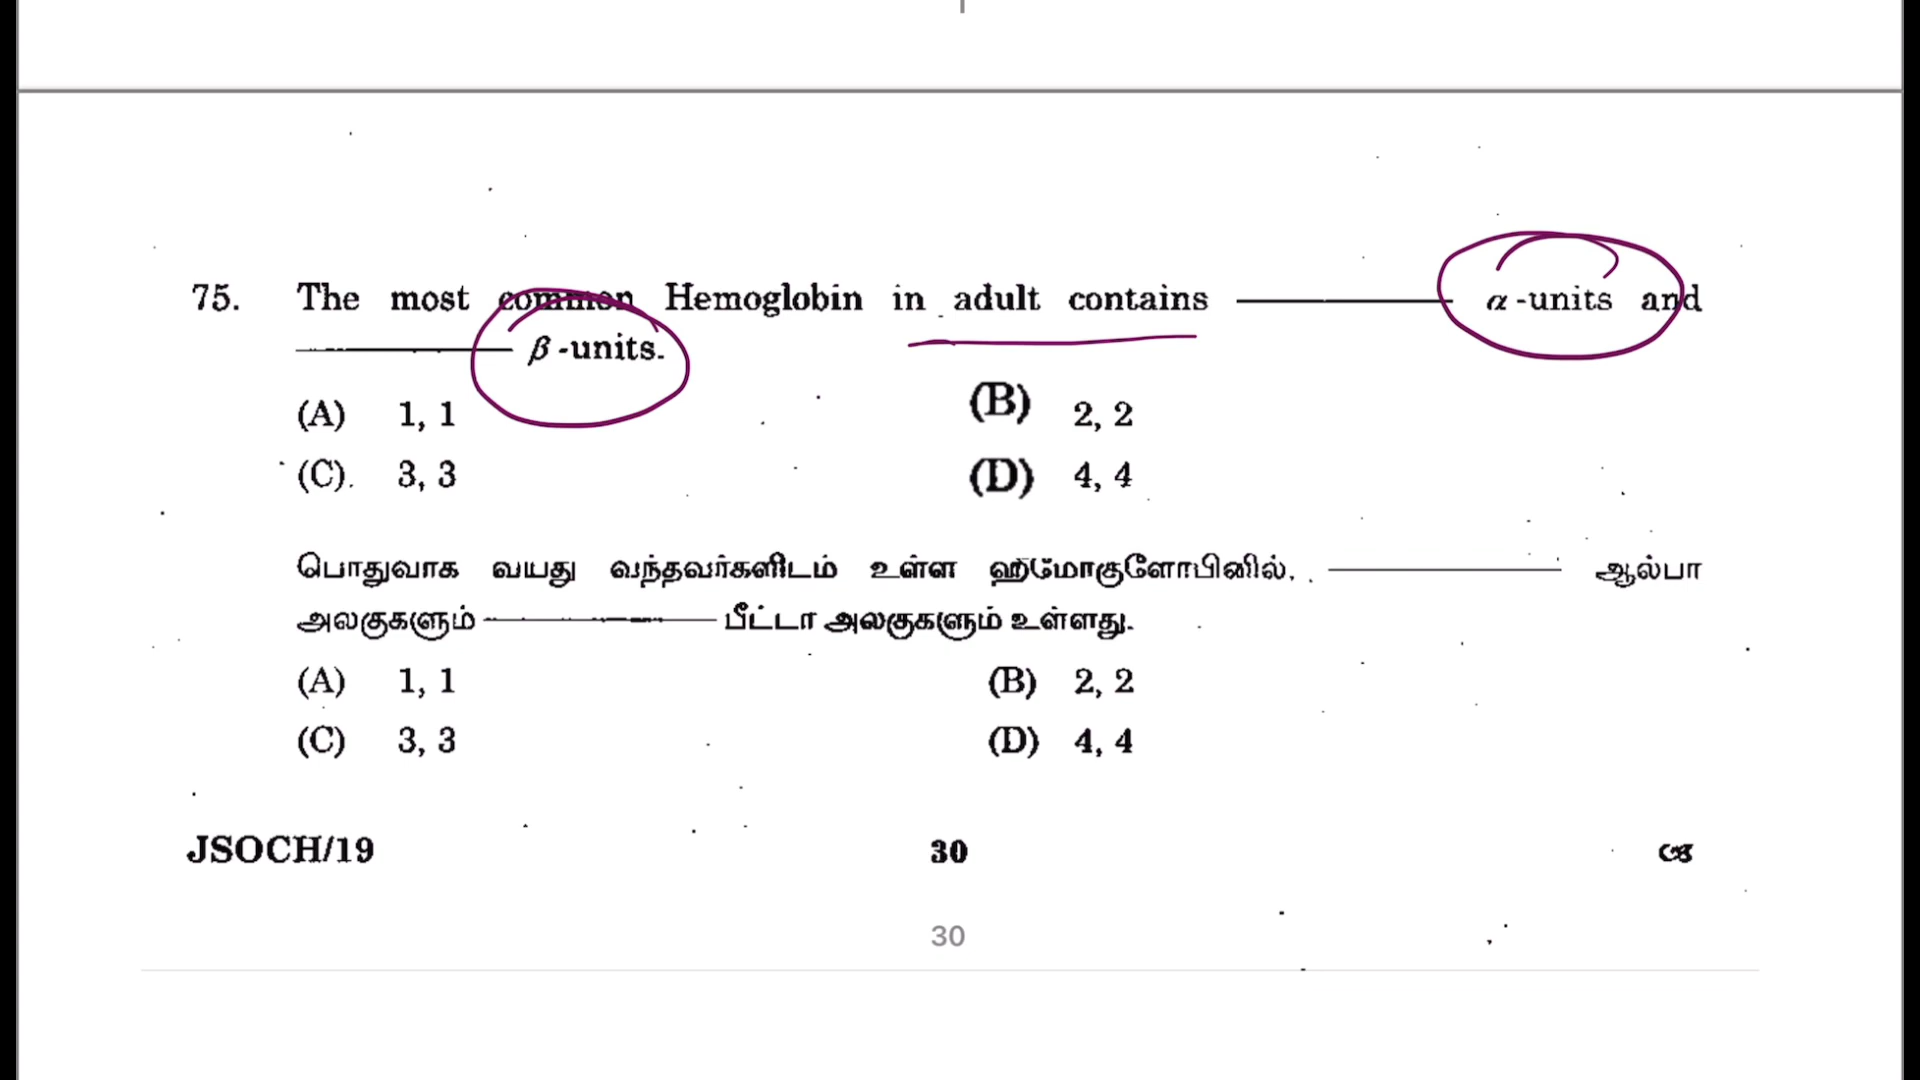 75. The most common Hemoglobin in adult contains ———— α-units and
———— β-units.
(A) 1, 1 (B) 2, 2
(C). 3, 3 (D) 4, 4
பொதுவாக வயது வந்தவர்களிடம் உள்ள ஹீமோகுளோபினில், ———— ஆல்பா
அலகுகளும் ———— பீட்டா அலகுகளும் உள்ளது.
(A) 1, 1 (B) 2, 2
(C) 3, 3 (D) 4, 4
JSOCH/19 30
30